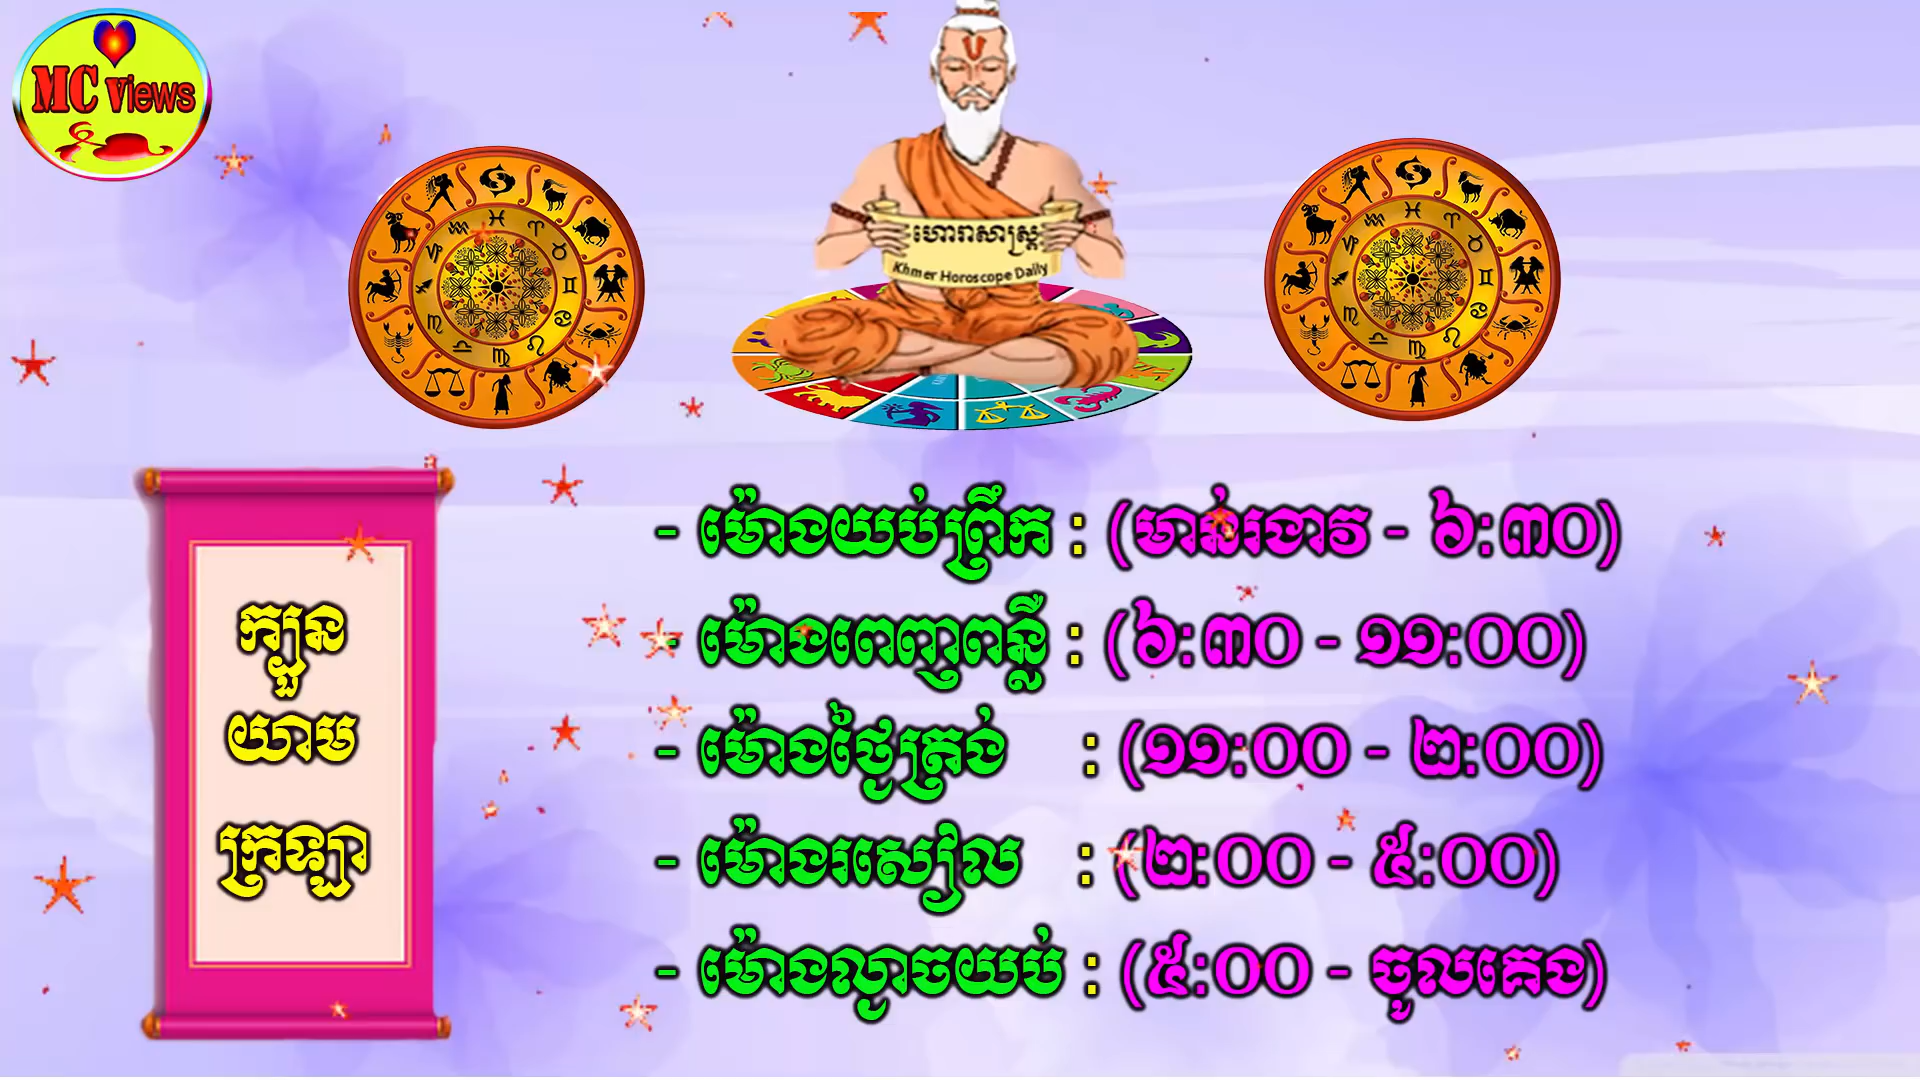 MC Views
ហោរាសាស្ត្រ
Khmer Horoscope Daily
ក្បួន
យាម
ក្រឡា
- ម៉ោងយប់ព្រឹក : (មាន់រងាវ - ៦:៣០)
- ម៉ោងពេញពន្លឺ : (៦:៣០ - ១១:០០)
- ម៉ោងថ្ងៃត្រង់ : (១១:០០ - ២:០០)
- ម៉ោងរសៀល : (២:០០ - ៥:០០)
- ម៉ោងល្ងាចយប់ : (៥:០០ - ចូលគេង)